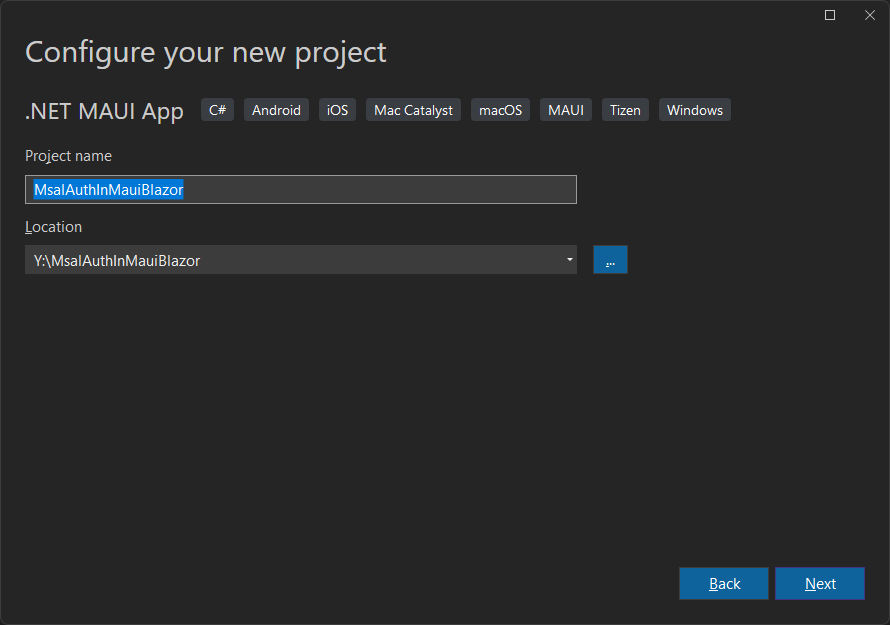 Configure your new project
.NET MAUI App C# Android iOS Mac Catalyst macOS MAUI Tizen Windows
Project name
MsalAuthInMauiBlazor
Location
Y:\MsalAuthInMauiBlazor
...
Back Next